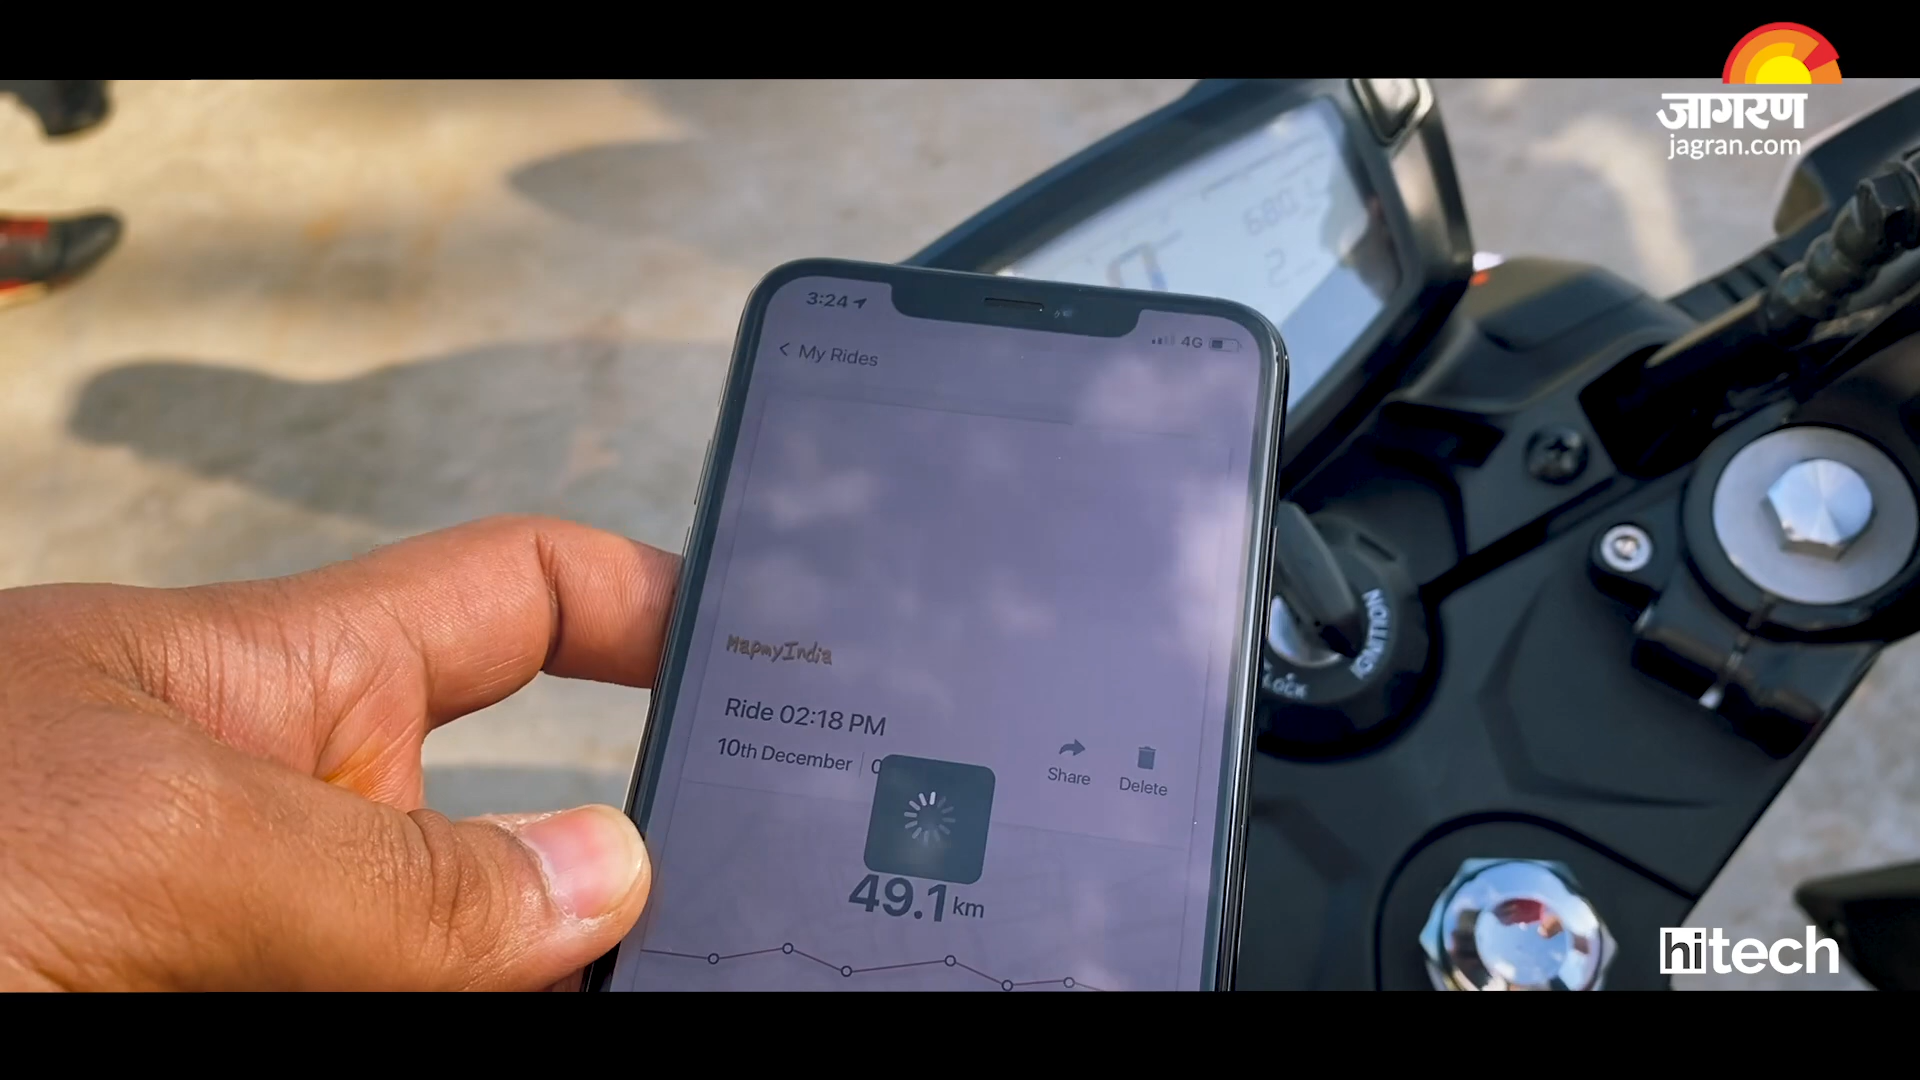 जागरण
jagran.com
3:24
4G
My Rides
MapmyIndia
Ride 02:18 PM
10th December
Share
Delete
49.1 km
IGNITION
LOCK
hitech